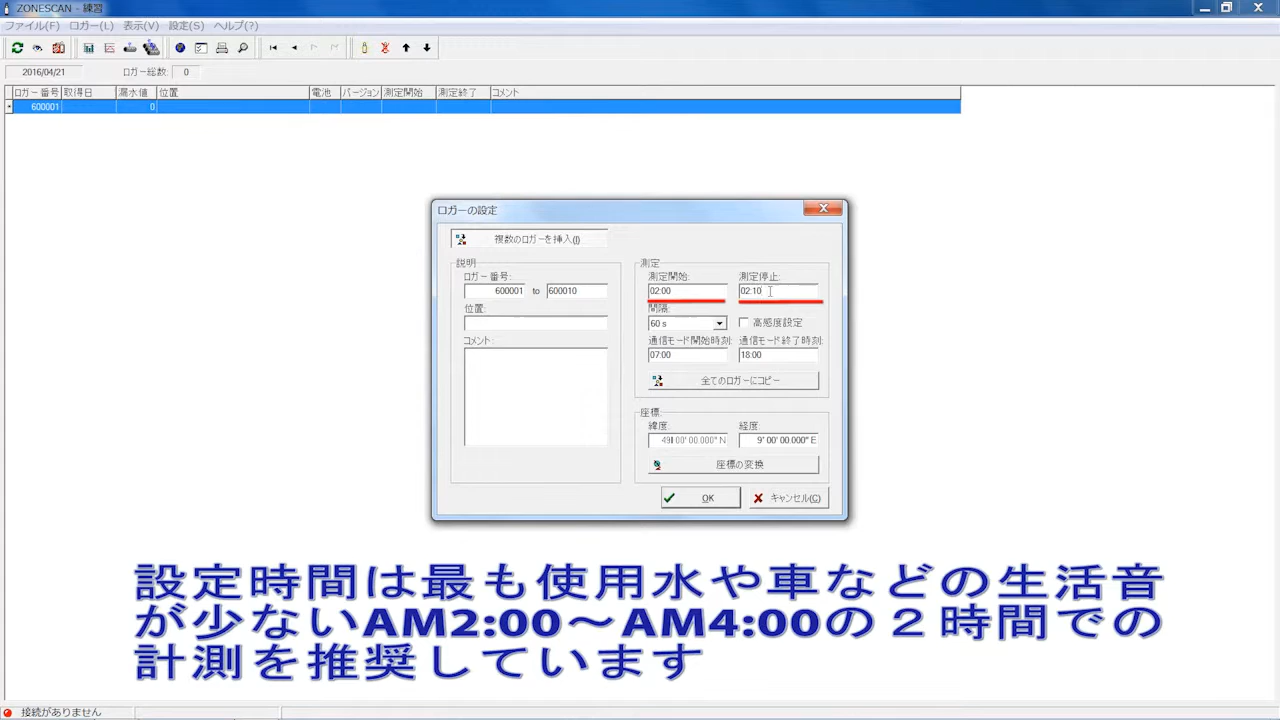 ZONESCAN - 練習
ファイル(F) ロガー(L) 表示(V) 設定(S) ヘルプ(?)
2016/04/21 ロガー総数: 0
ロガー番号 取得日 漏水値 位置 電池 バージョン 測定開始 測定終了 コメント
600001 0
ロガーの設定
複数のロガーを挿入(I)
説明
ロガー番号:
600001 to 600010
位置:
コメント:
測定
測定開始: 測定停止:
02:00 02:10
間隔:
60 s 高感度設定
通信モード開始時刻: 通信モード終了時刻:
07:00 18:00
全てのロガーにコピー
座標:
緯度: 経度:
00' 00.000" N 9° 00' 00.000" E
座標の変換
OK キャンセル(C)
設定時間は最も使用水や車などの生活音
が少ないAM2:00～AM4:00の２時間での
計測を推奨しています
接続がありません